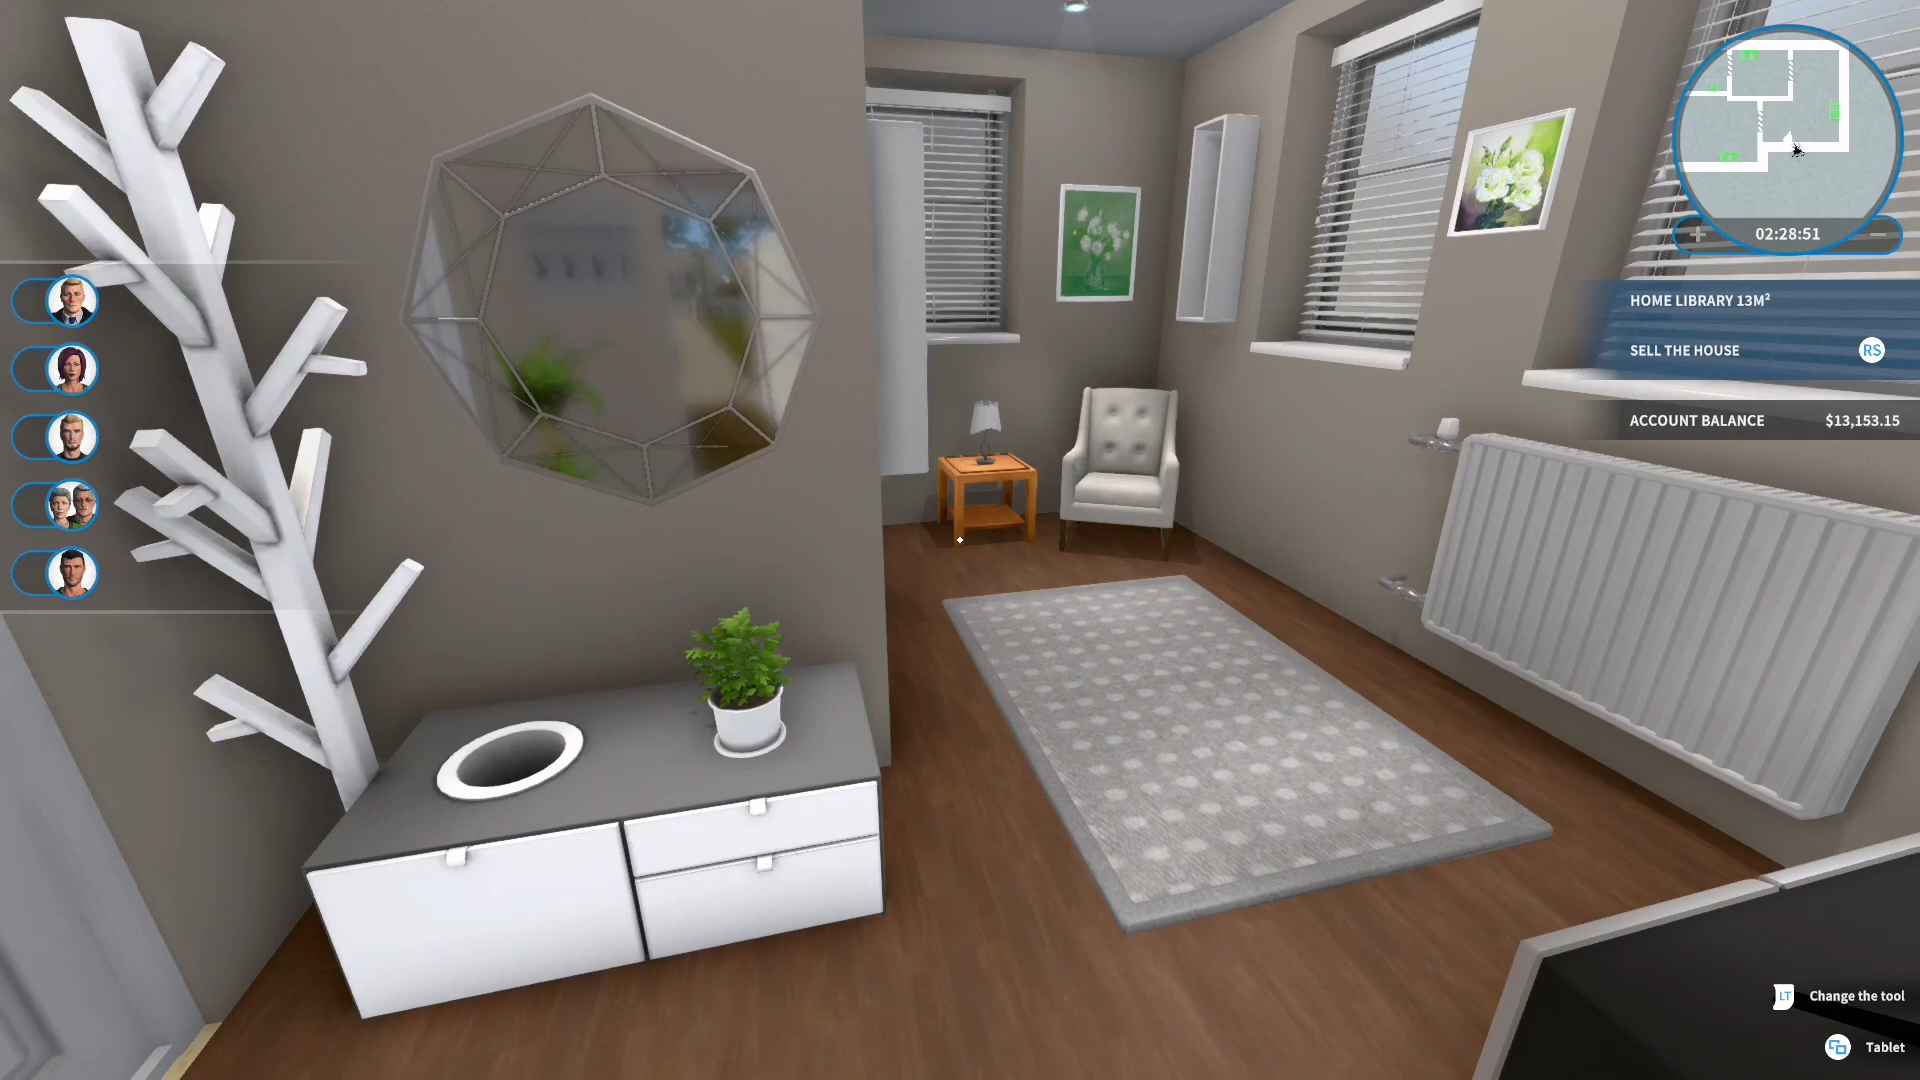 02:28:51
HOME LIBRARY 13M²
SELL THE HOUSE RS
ACCOUNT BALANCE $13,153.15
LT Change the tool
Tablet